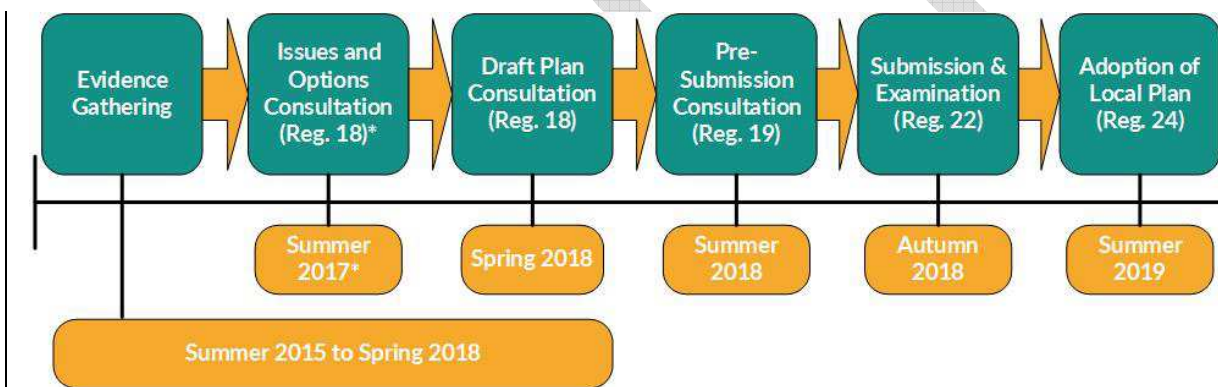 Evidence
Gathering
Issues and
Options
Consultation
(Reg. 18)*
Draft Plan
Consultation
(Reg. 18)
Pre-
Submission
Consultation
(Reg. 19)
Submission &
Examination
(Reg. 22)
Adoption of
Local Plan
(Reg. 24)
Summer
2017*
Spring 2018
Summer
2018
Autumn
2018
Summer
2019
Summer 2015 to Spring 2018